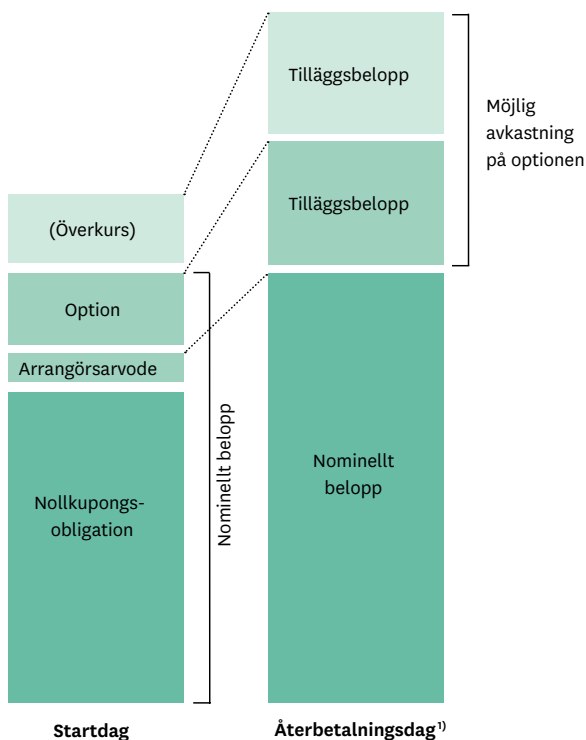 Tilläggsbelopp
Möjlig
avkastning
på optionen
Tilläggsbelopp
(Överkurs)
Option
Arrangörsarvode
Nominellt belopp
Nollkupongs-
obligation
Nominellt
belopp
Startdag
Återbetalningsdag¹⁾